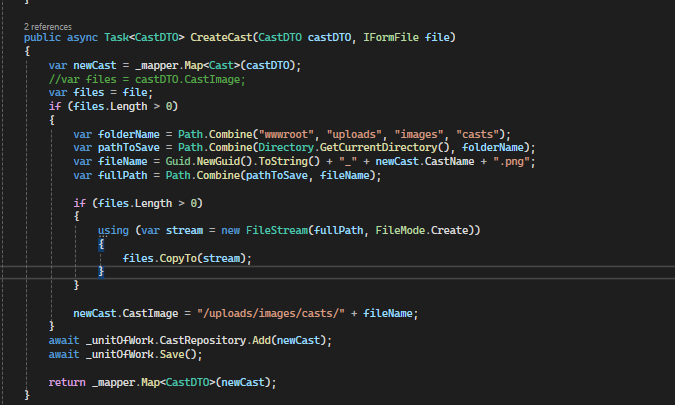 }
2 references
public async Task<CastDTO> CreateCast(CastDTO castDTO, IFormFile file)
{
var newCast = _mapper.Map<Cast>(castDTO);
//var files = castDTO.CastImage;
var files = file;
if (files.Length > 0)
{
var folderName = Path.Combine("wwwroot", "uploads", "images", "casts");
var pathToSave = Path.Combine(Directory.GetCurrentDirectory(), folderName);
var fileName = Guid.NewGuid().ToString() + "_" + newCast.CastName + ".png";
var fullPath = Path.Combine(pathToSave, fileName);
if (files.Length > 0)
{
using (var stream = new FileStream(fullPath, FileMode.Create))
{
files.CopyTo(stream);
}
}
newCast.CastImage = "/uploads/images/casts/" + fileName;
}
await _unitOfWork.CastRepository.Add(newCast);
await _unitOfWork.Save();
return _mapper.Map<CastDTO>(newCast);
}